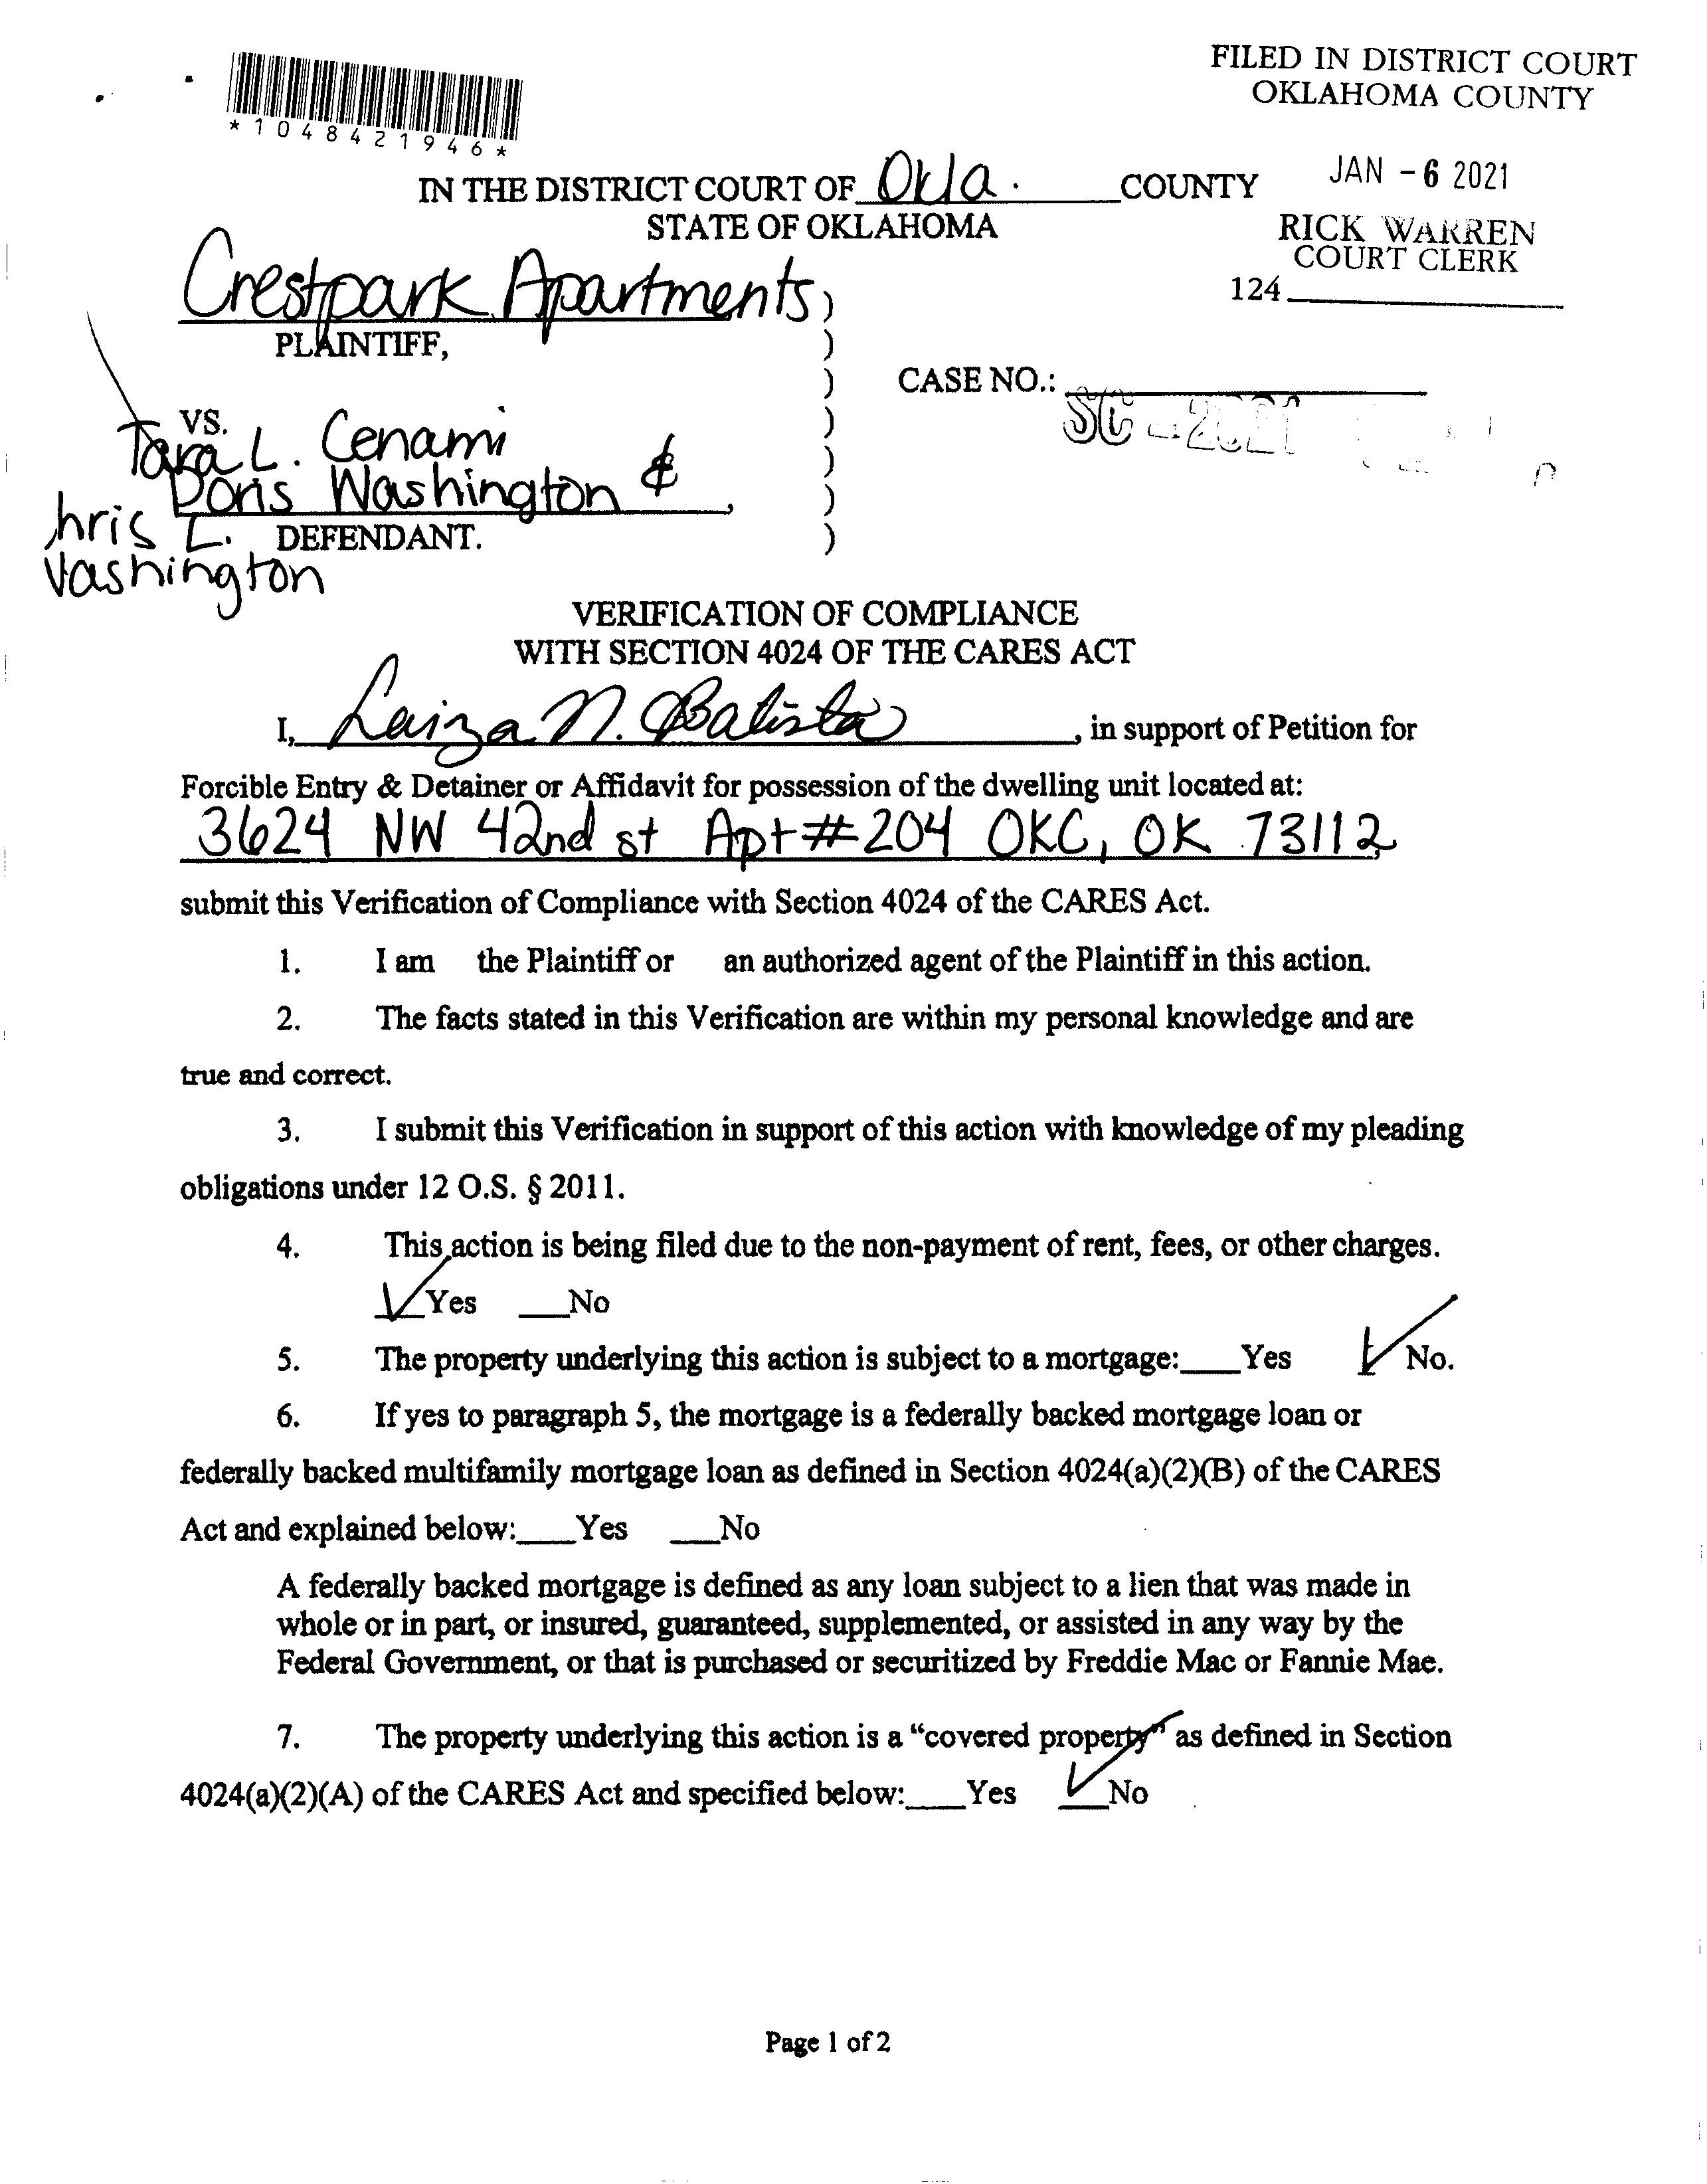 FILED IN DISTRICT COURT
OKLAHOMA COUNTY
*1048421946*
JAN -6 2021
IN THE DISTRICT COURT OF Okla. COUNTY
STATE OF OKLAHOMA
RICK WARREN
COURT CLERK
124
Crestpark Apartments
PLAINTIFF,
CASE NO.:
SC -2021
VS.
Tara L. Cenami
Doris Washington &
hris L.
Washington
DEFENDANT.
VERIFICATION OF COMPLIANCE
WITH SECTION 4024 OF THE CARES ACT
I, Laiza N. Batista, in support of Petition for
Forcible Entry & Detainer or Affidavit for possession of the dwelling unit located at:
3624 NW 42nd st Apt #204 OKC, OK 73112
submit this Verification of Compliance with Section 4024 of the CARES Act.
1. I am the Plaintiff or an authorized agent of the Plaintiff in this action.
2. The facts stated in this Verification are within my personal knowledge and are
true and correct.
3. I submit this Verification in support of this action with knowledge of my pleading
obligations under 12 O.S. § 2011.
4. This action is being filed due to the non-payment of rent, fees, or other charges.
✓Yes ___No
5. The property underlying this action is subject to a mortgage:___Yes ✓No.
6. If yes to paragraph 5, the mortgage is a federally backed mortgage loan or
federally backed multifamily mortgage loan as defined in Section 4024(a)(2)(B) of the CARES
Act and explained below:___Yes ___No
A federally backed mortgage is defined as any loan subject to a lien that was made in
whole or in part, or insured, guaranteed, supplemented, or assisted in any way by the
Federal Government, or that is purchased or securitized by Freddie Mac or Fannie Mae.
7. The property underlying this action is a “covered property” as defined in Section
4024(a)(2)(A) of the CARES Act and specified below:___Yes ✓No
Page 1 of 2